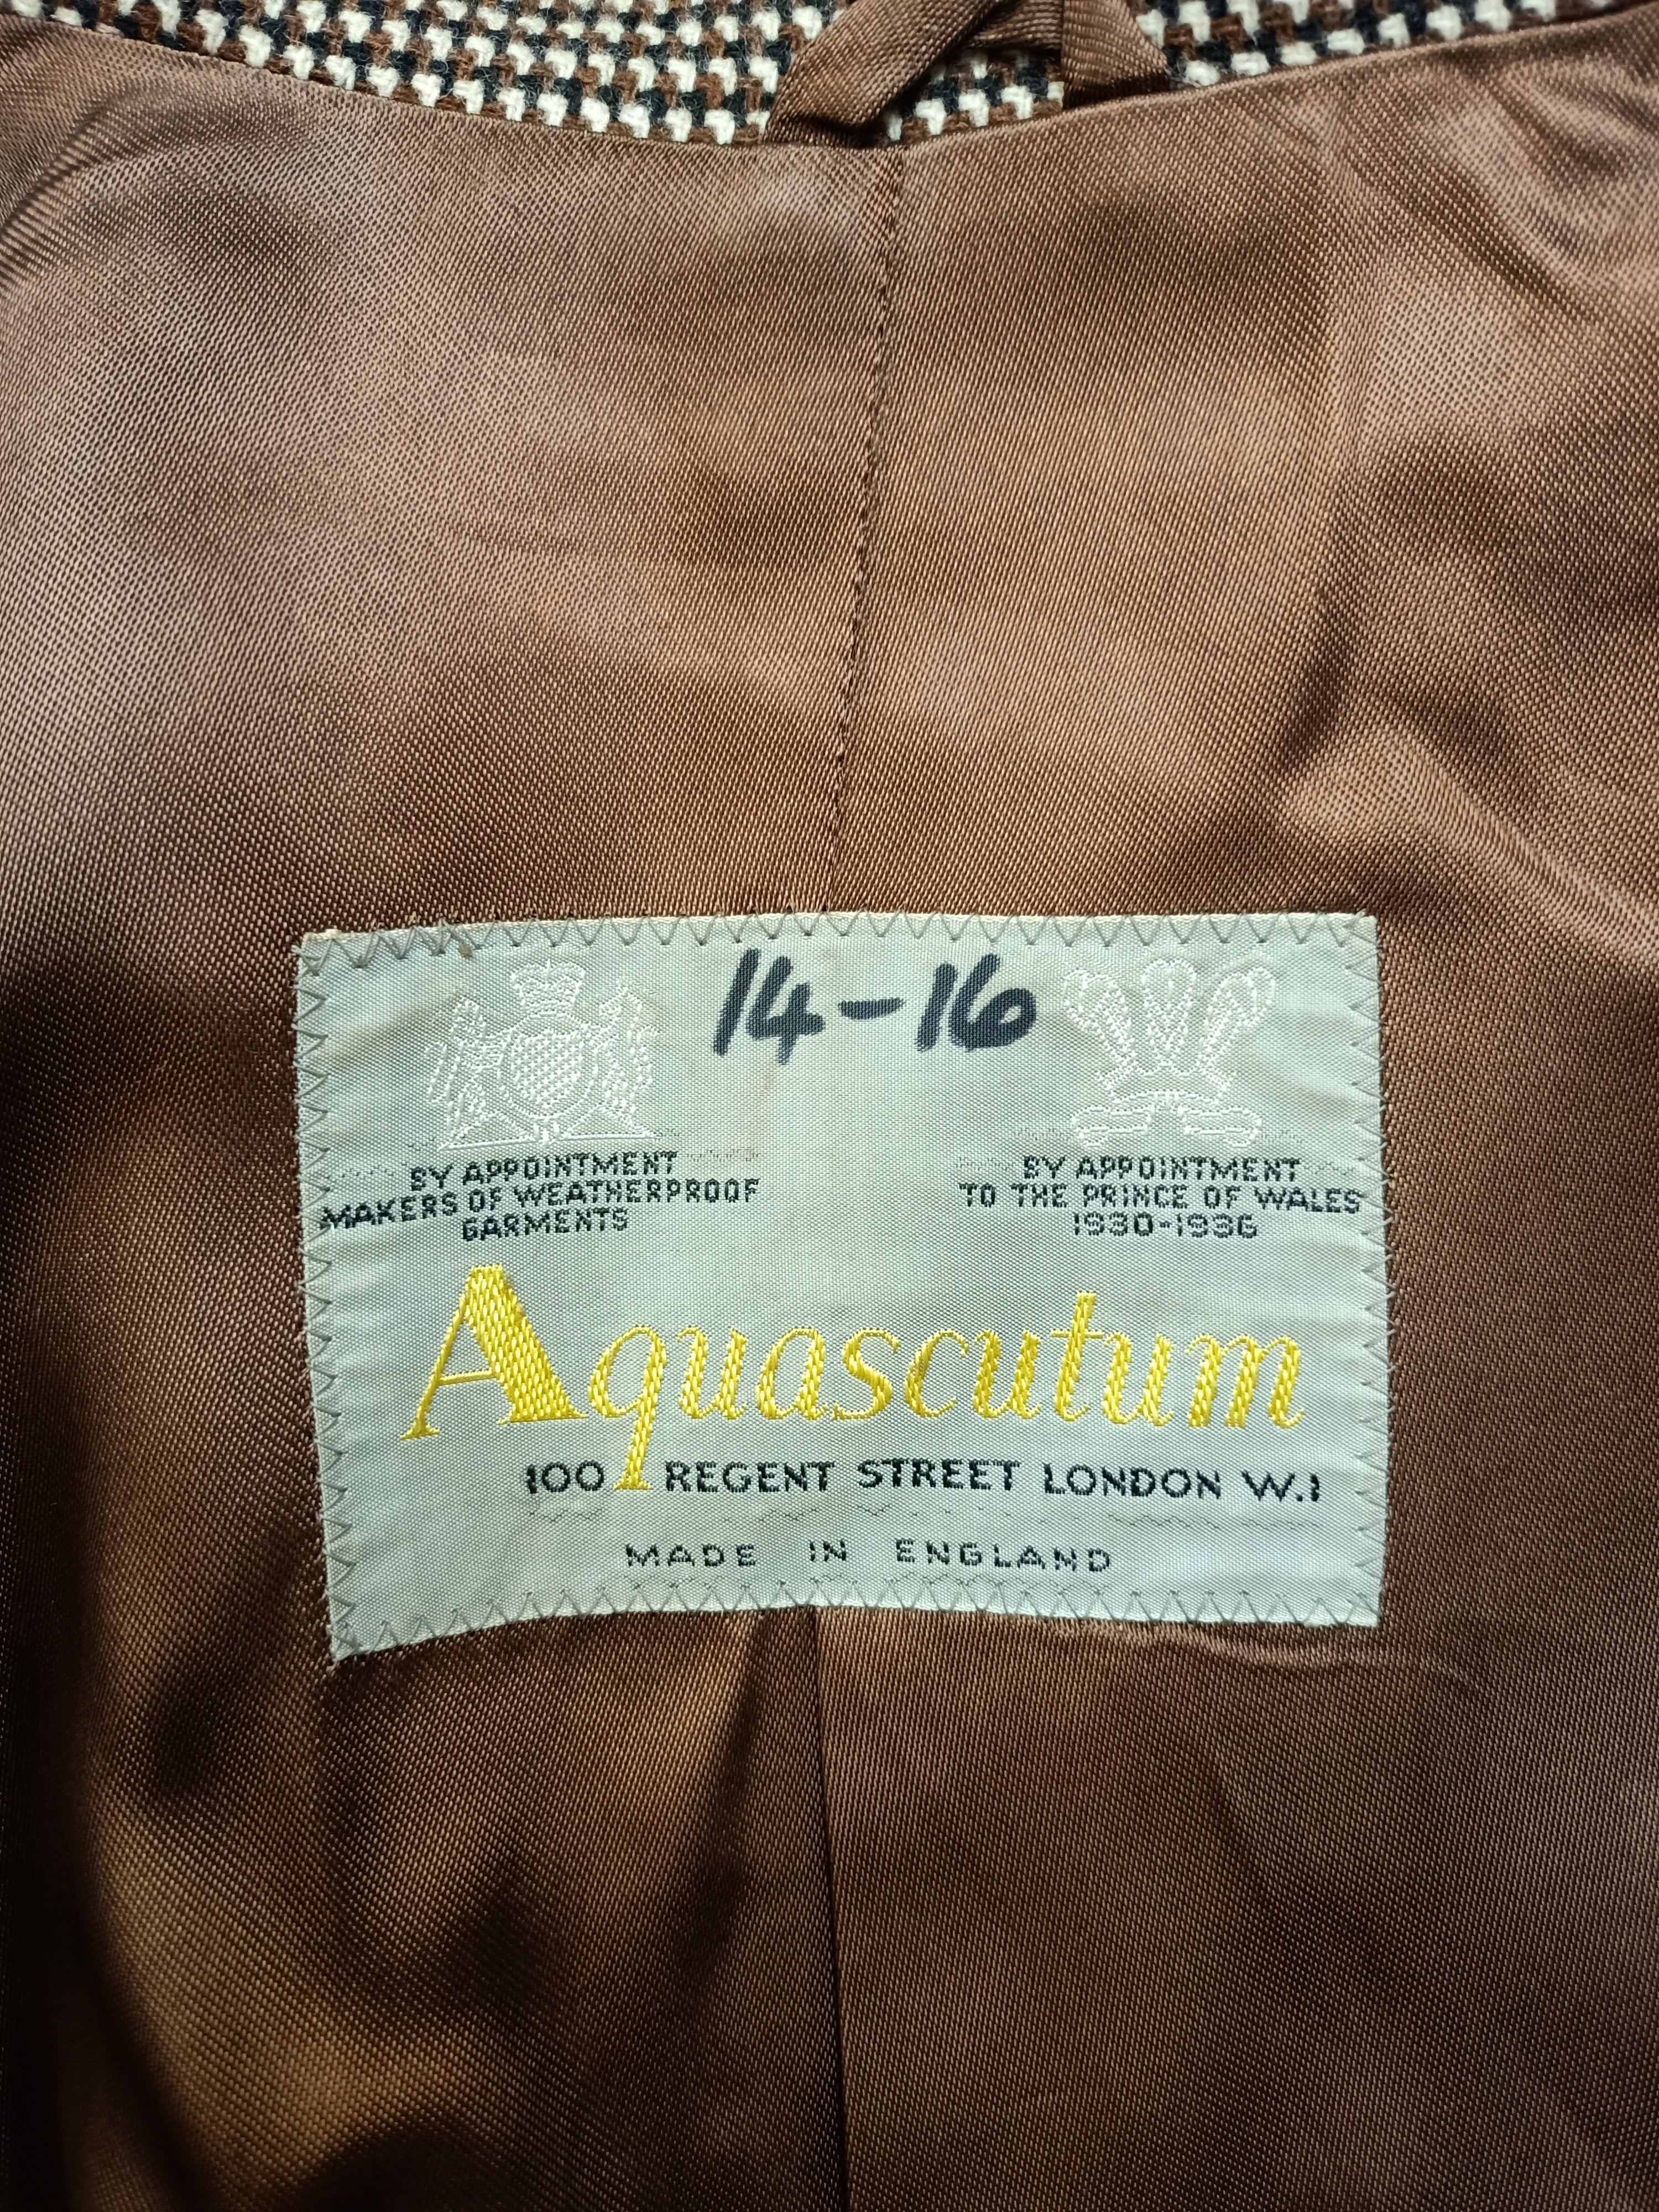 14-16
BY APPOINTMENT
MAKERS OF WEATHERPROOF
GARMENTS
BY APPOINTMENT
TO THE PRINCE OF WALES
1930-1936
Aquascutum
100 REGENT STREET LONDON W.1
MADE IN ENGLAND